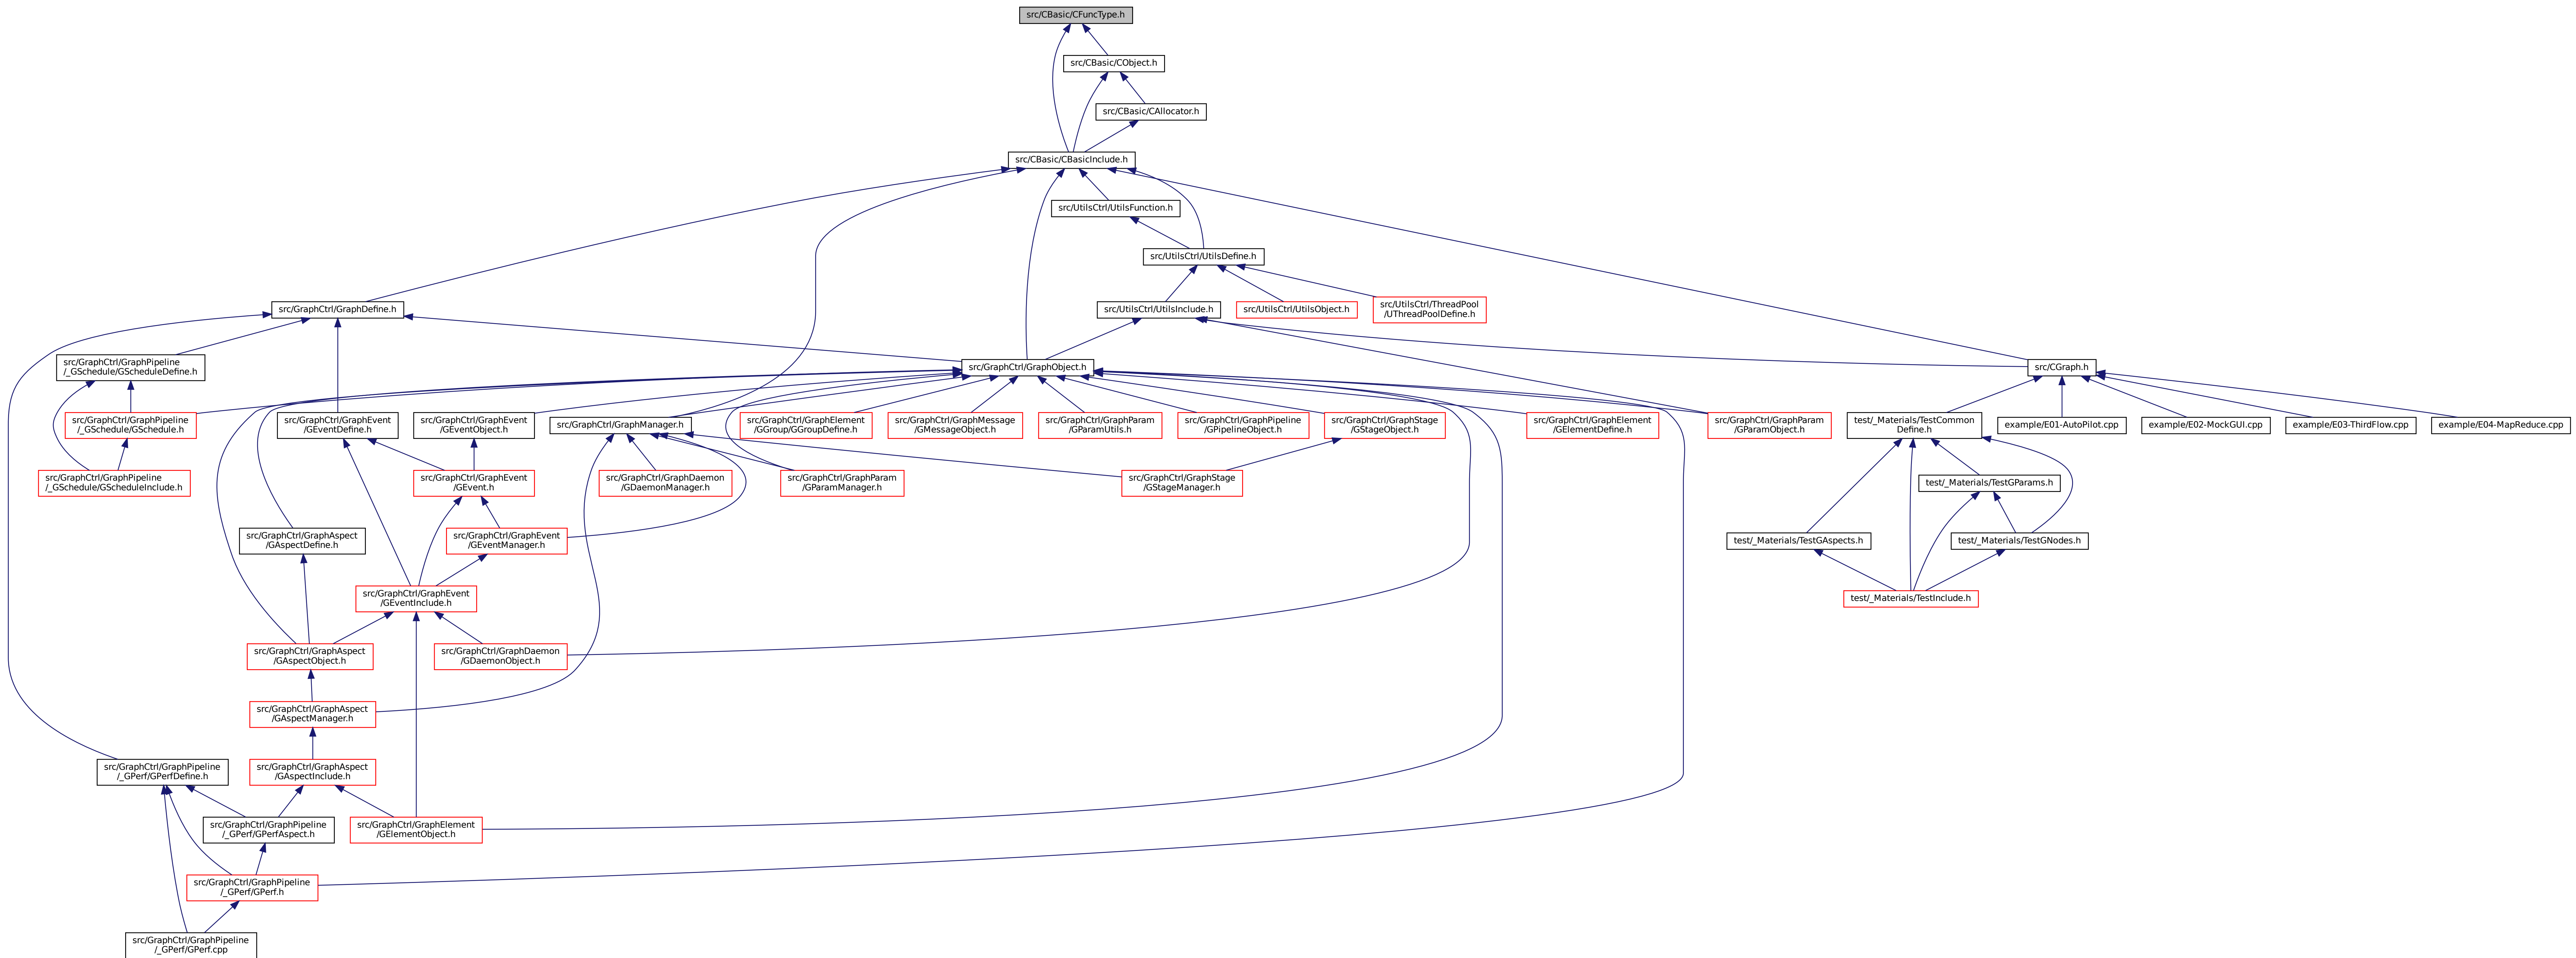 src/CBasic/CFuncType.h
src/CBasic/CObject.h
src/CBasic/CAllocator.h
src/CBasic/CBasicInclude.h
src/UtilsCtrl/UtilsFunction.h
src/UtilsCtrl/UtilsDefine.h
src/GraphCtrl/GraphDefine.h
src/UtilsCtrl/UtilsInclude.h
src/UtilsCtrl/UtilsObject.h
src/UtilsCtrl/ThreadPool
/UThreadPoolDefine.h
src/GraphCtrl/GraphPipeline
/_GSchedule/GScheduleDefine.h
src/GraphCtrl/GraphObject.h
src/CGraph.h
src/GraphCtrl/GraphPipeline
/_GSchedule/GSchedule.h
src/GraphCtrl/GraphEvent
/GEventDefine.h
src/GraphCtrl/GraphEvent
/GEventObject.h
src/GraphCtrl/GraphManager.h
src/GraphCtrl/GraphElement
/GGroup/GGroupDefine.h
src/GraphCtrl/GraphMessage
/GMessageObject.h
src/GraphCtrl/GraphParam
/GParamUtils.h
src/GraphCtrl/GraphPipeline
/GPipelineObject.h
src/GraphCtrl/GraphStage
/GStageObject.h
src/GraphCtrl/GraphElement
/GElementDefine.h
src/GraphCtrl/GraphParam
/GParamObject.h
test/_Materials/TestCommon
Define.h
example/E01-AutoPilot.cpp
example/E02-MockGUI.cpp
example/E03-ThirdFlow.cpp
example/E04-MapReduce.cpp
src/GraphCtrl/GraphPipeline
/_GSchedule/GScheduleInclude.h
src/GraphCtrl/GraphEvent
/GEvent.h
src/GraphCtrl/GraphDaemon
/GDaemonManager.h
src/GraphCtrl/GraphParam
/GParamManager.h
src/GraphCtrl/GraphStage
/GStageManager.h
test/_Materials/TestGParams.h
src/GraphCtrl/GraphAspect
/GAspectDefine.h
src/GraphCtrl/GraphEvent
/GEventManager.h
test/_Materials/TestGAspects.h
test/_Materials/TestGNodes.h
src/GraphCtrl/GraphEvent
/GEventInclude.h
test/_Materials/TestInclude.h
src/GraphCtrl/GraphAspect
/GAspectObject.h
src/GraphCtrl/GraphDaemon
/GDaemonObject.h
src/GraphCtrl/GraphAspect
/GAspectManager.h
src/GraphCtrl/GraphPipeline
/_GPerf/GPerfDefine.h
src/GraphCtrl/GraphAspect
/GAspectInclude.h
src/GraphCtrl/GraphPipeline
/_GPerf/GPerfAspect.h
src/GraphCtrl/GraphElement
/GElementObject.h
src/GraphCtrl/GraphPipeline
/_GPerf/GPerf.h
src/GraphCtrl/GraphPipeline
/_GPerf/GPerf.cpp